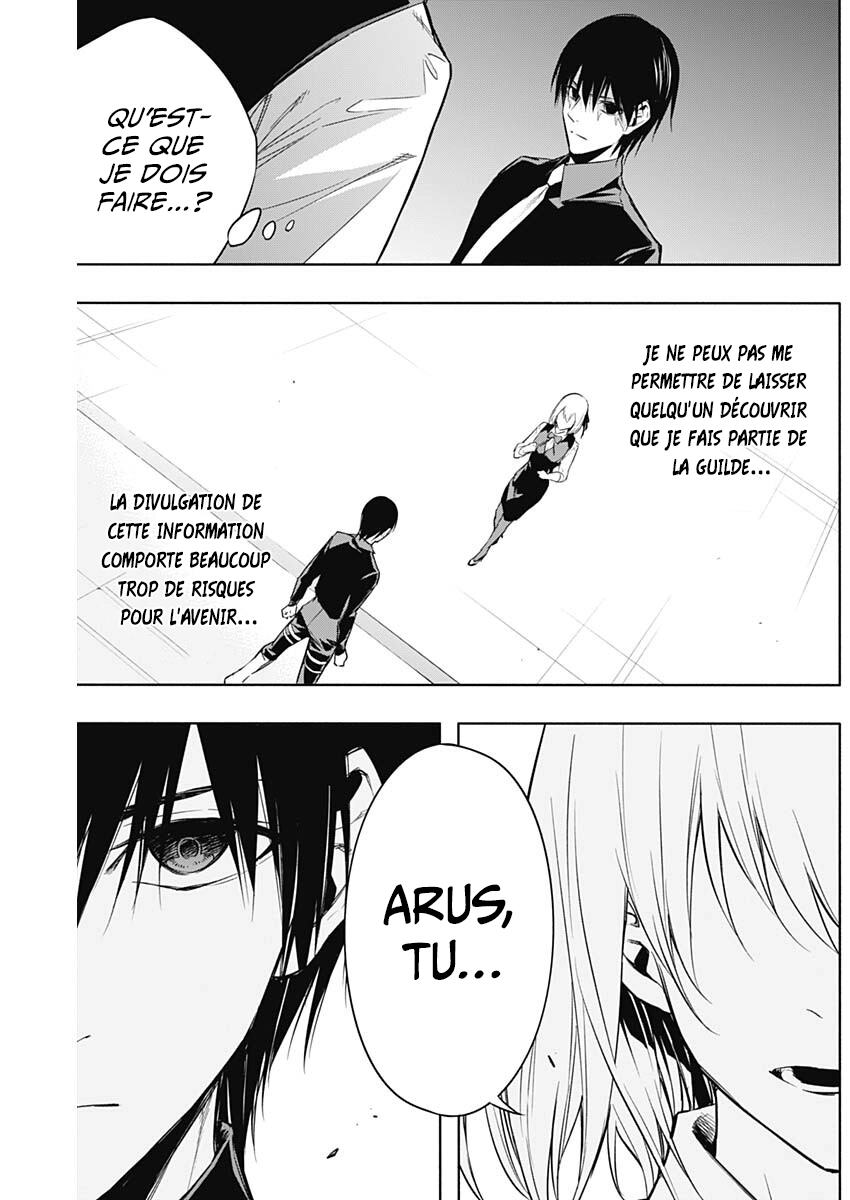 QU'EST-
CE QUE
JE DOIS
FAIRE...?
JE NE PEUX PAS ME
PERMETTRE DE LAISSER
QUELQU'UN DÉCOUVRIR
QUE JE FAIS PARTIE DE
LA GUILDE...
LA DIVULGATION DE
CETTE INFORMATION
COMPORTE BEAUCOUP
TROP DE RISQUES
POUR L'AVENIR...
ARUS,
TU...